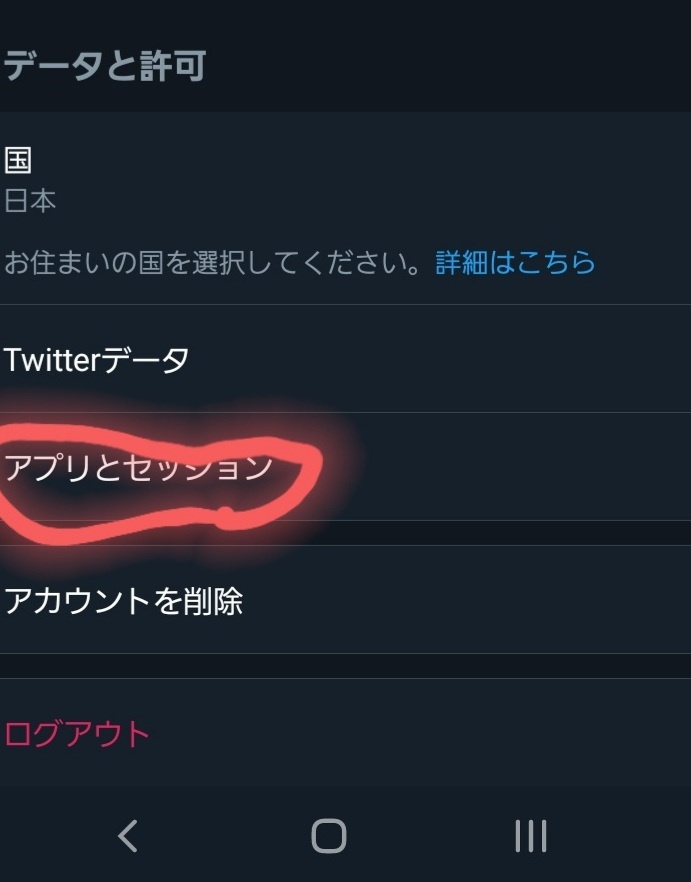 データと許可
国
日本
お住まいの国を選択してください。詳細はこちら
Twitterデータ
アプリとセッション
アカウントを削除
ログアウト